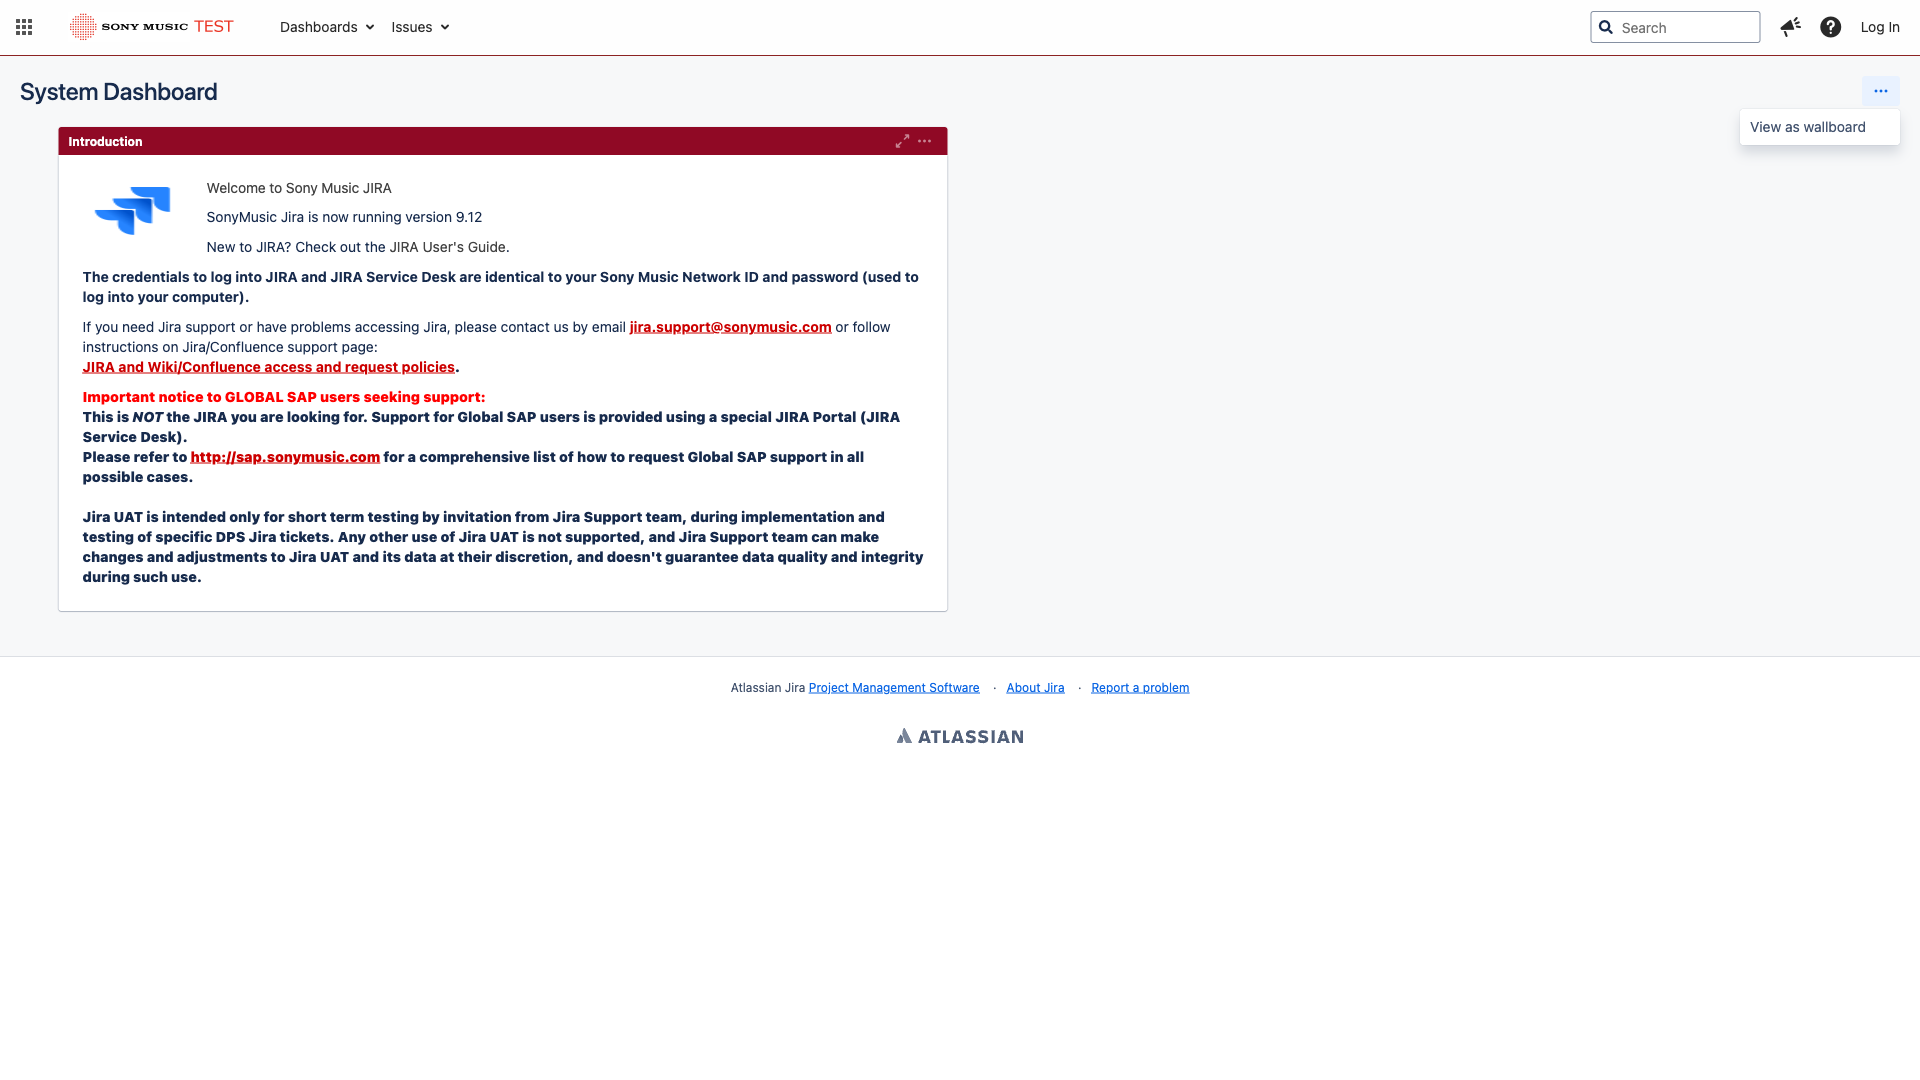 SONY MUSIC TEST
Dashboards
Issues
Search
Log In
System Dashboard
View as wallboard
Introduction
Welcome to Sony Music JIRA
SonyMusic Jira is now running version 9.12
New to JIRA? Check out the JIRA User's Guide.
The credentials to log into JIRA and JIRA Service Desk are identical to your Sony Music Network ID and password (used to
log into your computer).
If you need Jira support or have problems accessing Jira, please contact us by email jira.support@sonymusic.com or follow
instructions on Jira/Confluence support page:
JIRA and Wiki/Confluence access and request policies.
Important notice to GLOBAL SAP users seeking support:
This is NOT the JIRA you are looking for. Support for Global SAP users is provided using a special JIRA Portal (JIRA
Service Desk).
Please refer to http://sap.sonymusic.com for a comprehensive list of how to request Global SAP support in all
possible cases.
Jira UAT is intended only for short term testing by invitation from Jira Support team, during implementation and
testing of specific DPS Jira tickets. Any other use of Jira UAT is not supported, and Jira Support team can make
changes and adjustments to Jira UAT and its data at their discretion, and doesn't guarantee data quality and integrity
during such use.
Atlassian Jira Project Management Software · About Jira · Report a problem
ATLASSIAN